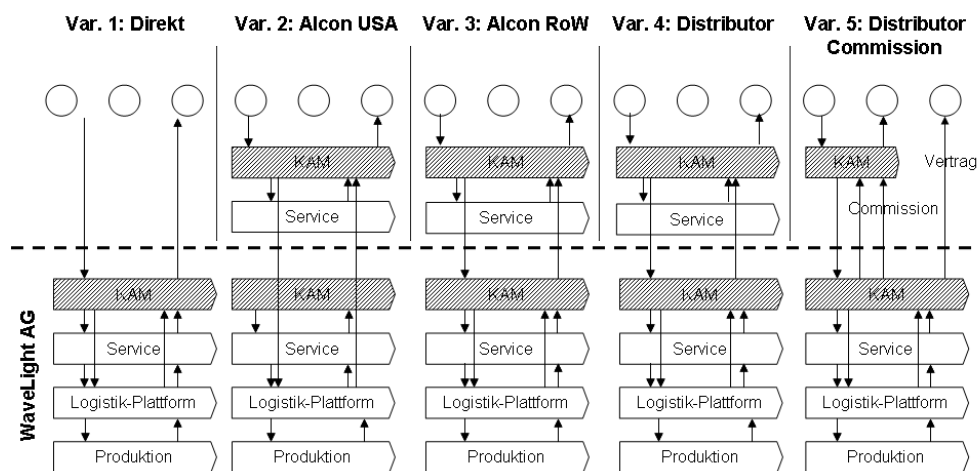 Var. 1: Direkt
Var. 2: Alcon USA
Var. 3: Alcon RoW
Var. 4: Distributor
Var. 5: Distributor
Commission
KAM
KAM
KAM
KAM
Vertrag
Service
Service
Service
Commission
WaveLight AG
KAM
KAM
KAM
KAM
KAM
Service
Service
Service
Service
Service
Logistik-Plattform
Logistik-Plattform
Logistik-Plattform
Logistik-Plattform
Logistik-Plattform
Produktion
Produktion
Produktion
Produktion
Produktion